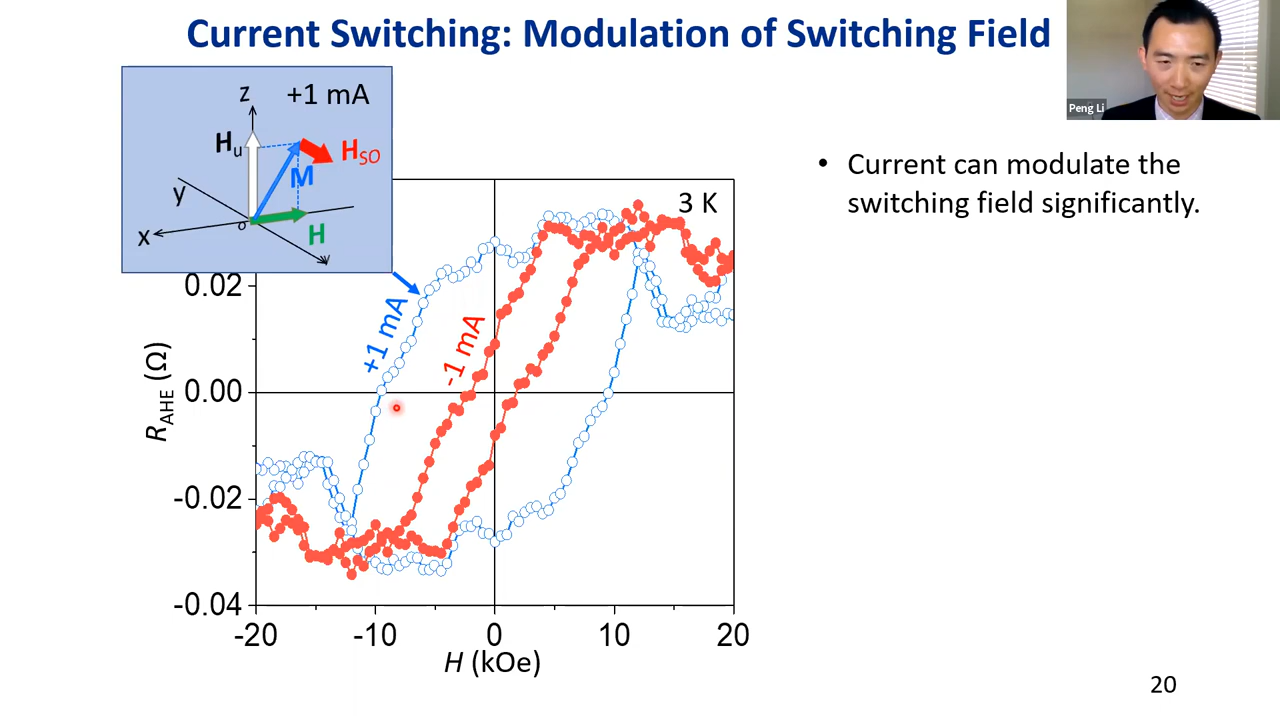 Current Switching: Modulation of Switching Field
Peng Li
z
+1 mA
Hu
HSO
M
y
x
o
H
3 K
• Current can modulate the
switching field significantly.
+1 mA
-1 mA
0.02
0.00
-0.02
-0.04
RAHE (Ω)
-20
-10
0
10
20
H (kOe)
20